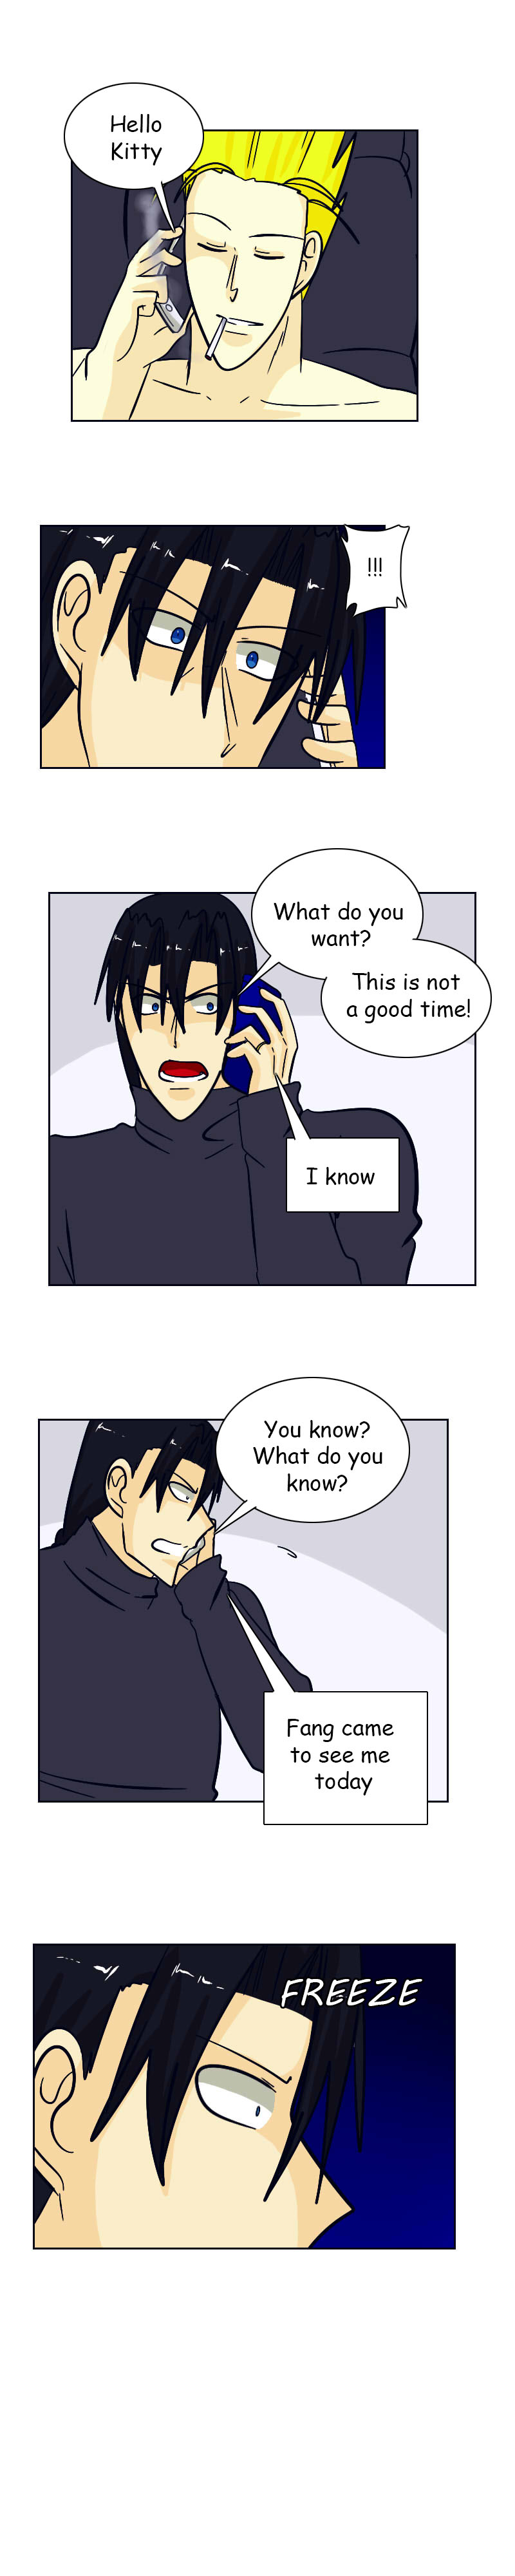 Hello
Kitty
!!!
What do you
want?
This is not
a good time!
I know
You know?
What do you
know?
Fang came
to see me
today
FREEZE